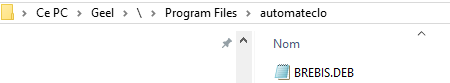 Ce PC > Geel > \ > Program Files > automateclo
Nom
BREBIS.DEB